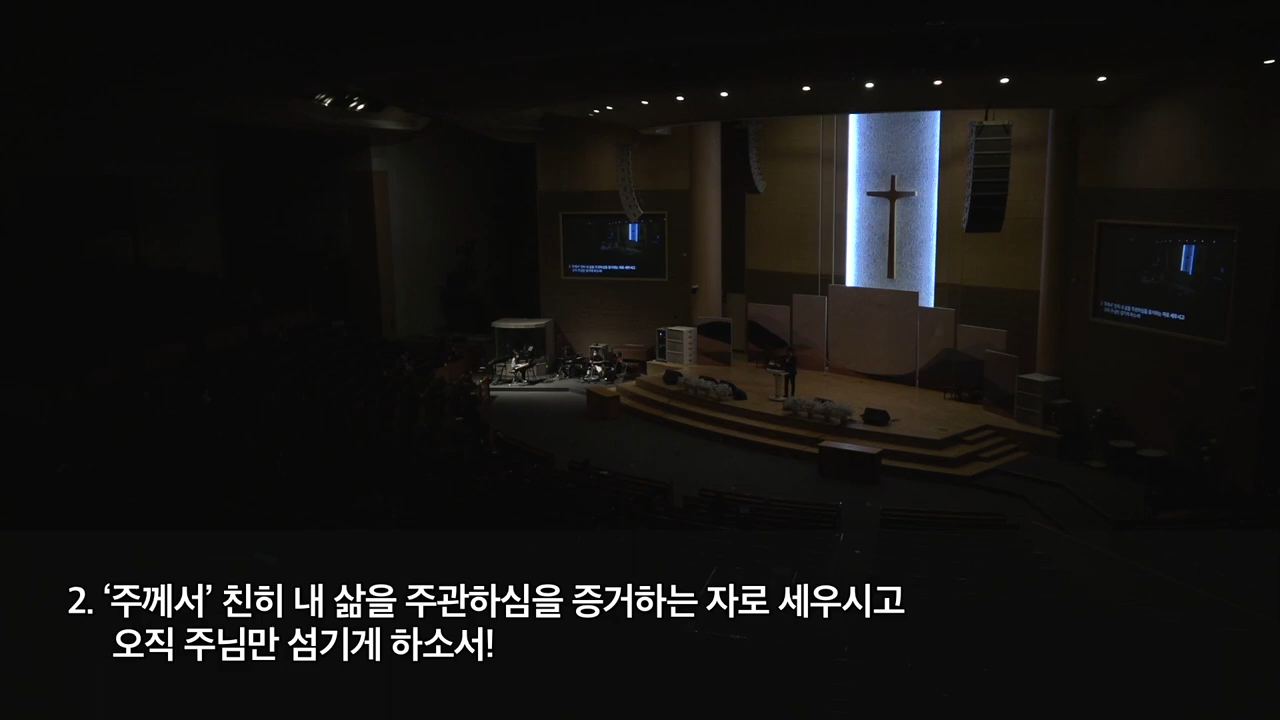 2. ‘주께서’ 친히 내 삶을 주관하심을 증거하는 자로 세우시고
오직 주님만 섬기게 하소서!